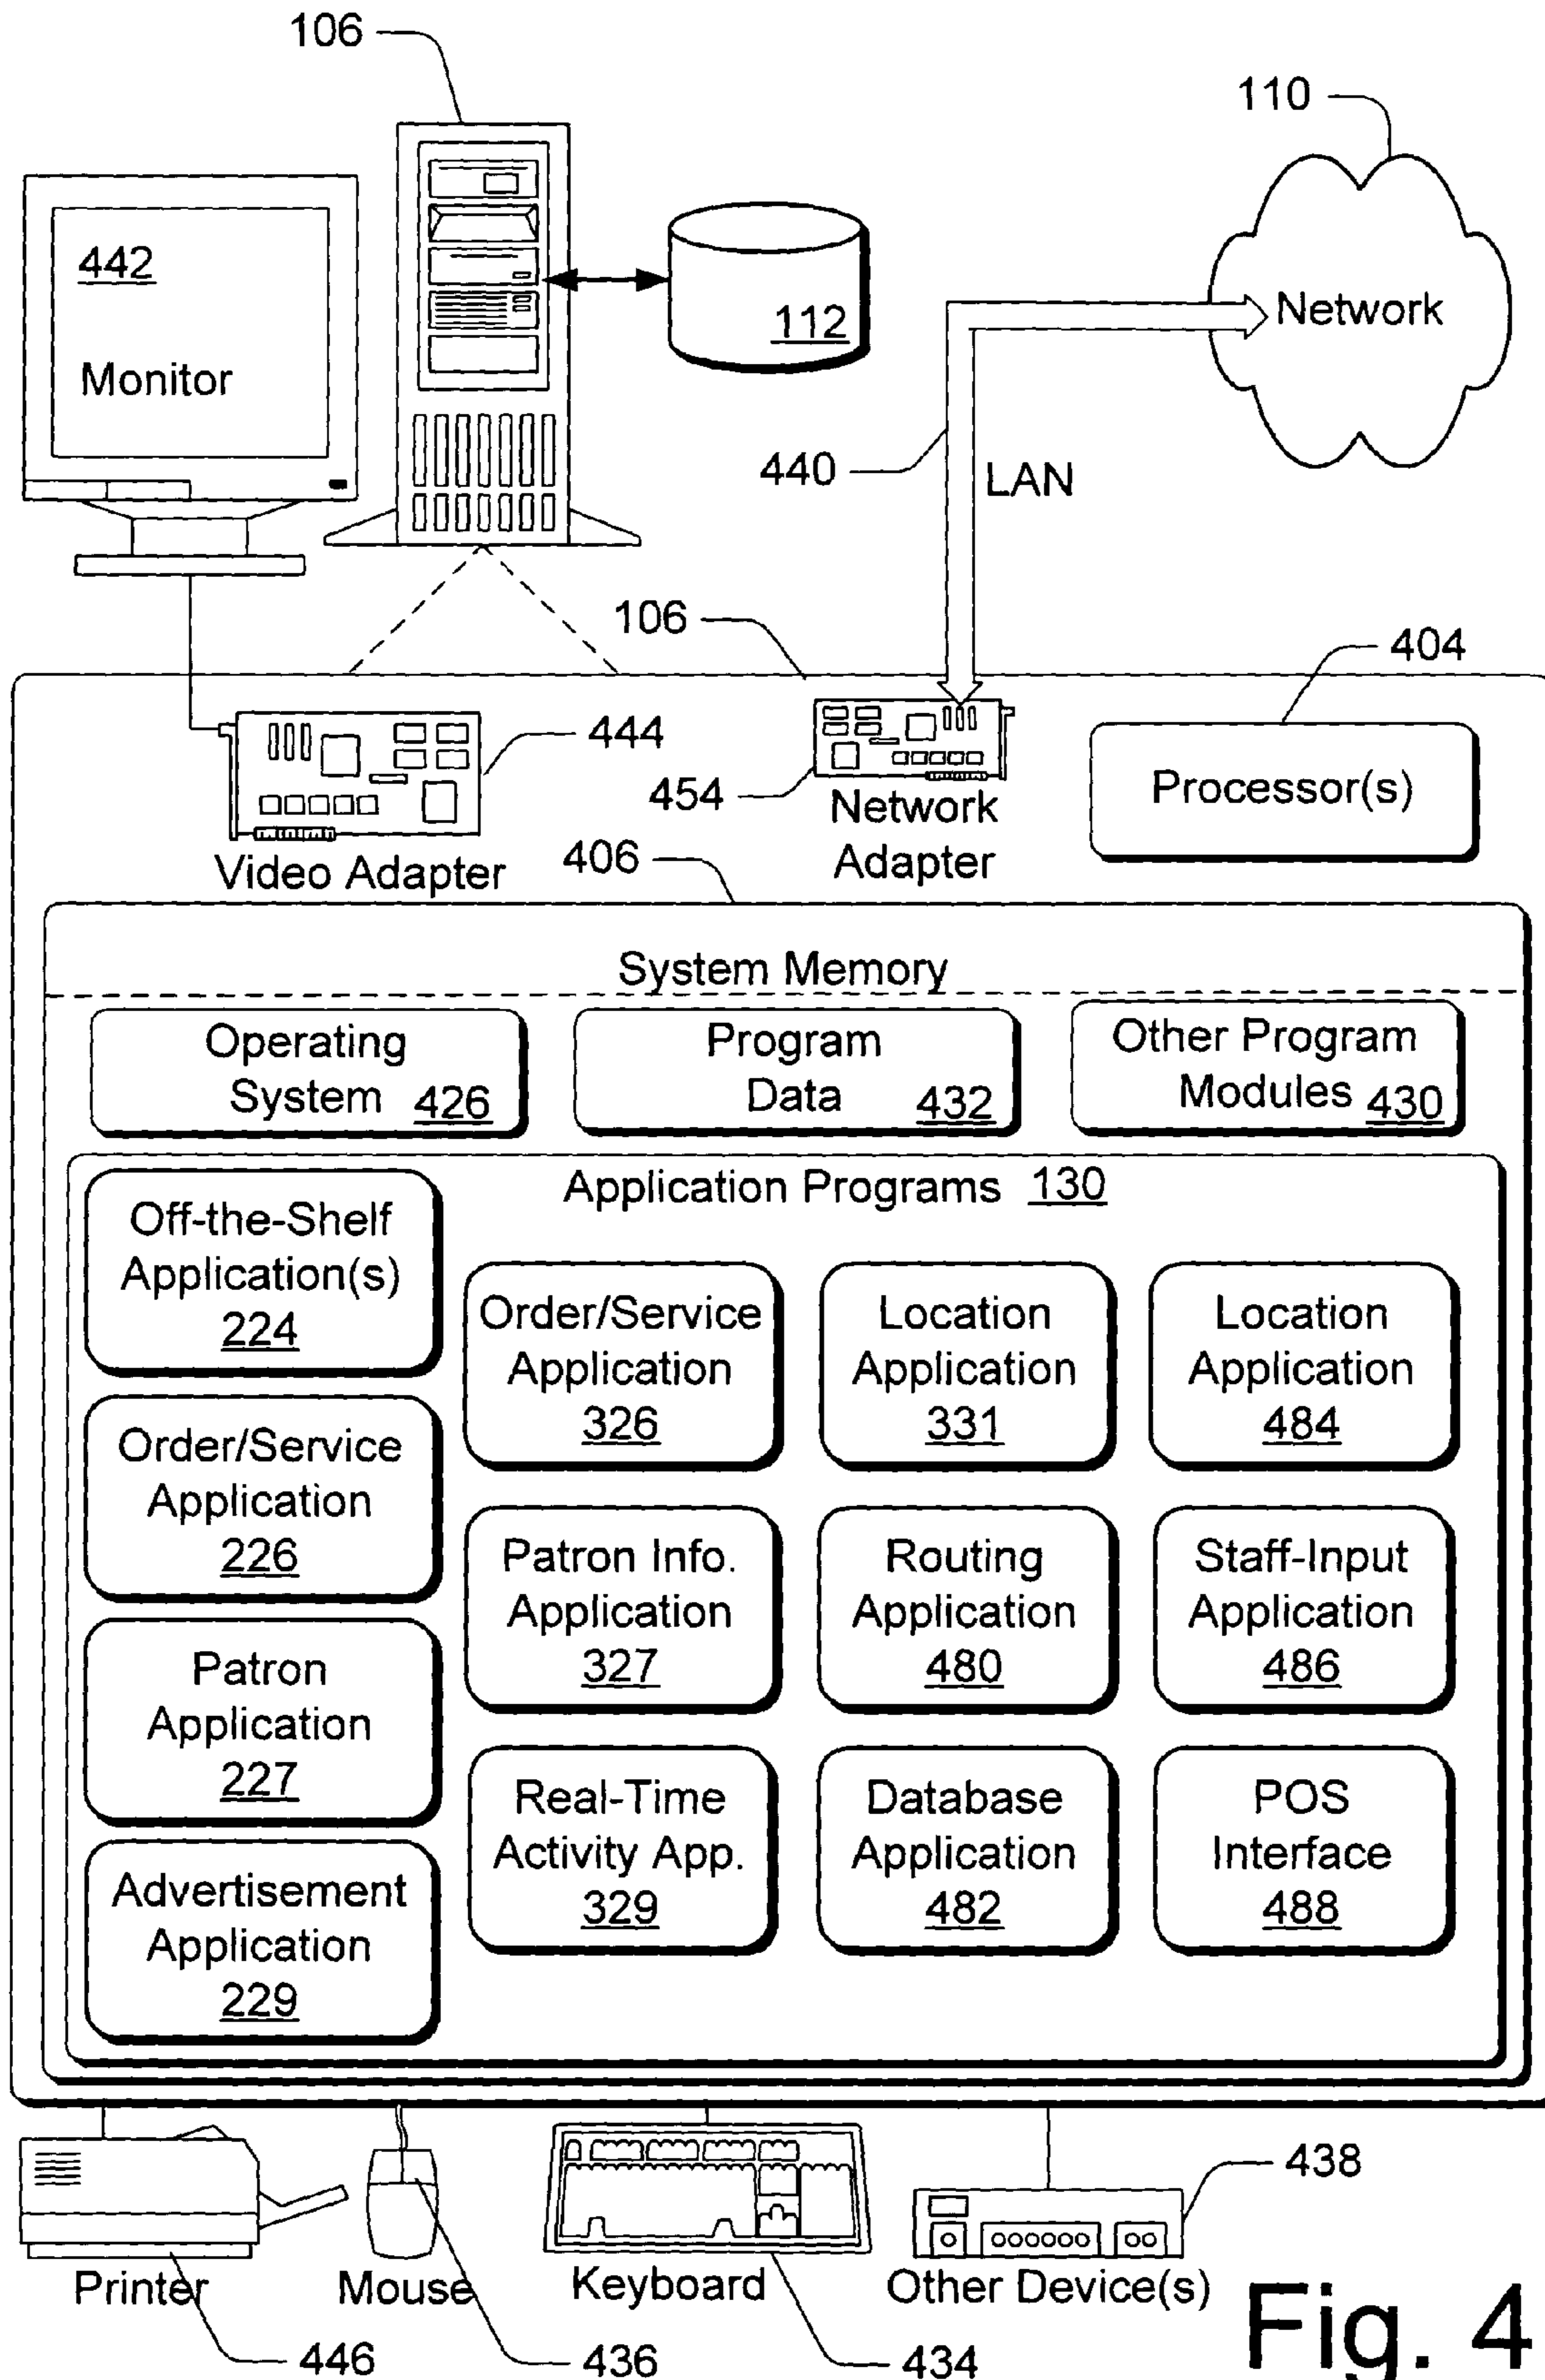 106
110
442
Monitor
112
Network
440
LAN
106
404
444
454
Network
Adapter
Processor(s)
Video Adapter
406
System Memory
Operating
System 426
Program
Data 432
Other Program
Modules 430
Application Programs 130
Off-the-Shelf
Application(s)
224
Order/Service
Application
226
Patron
Application
227
Advertisement
Application
229
Order/Service
Application
326
Location
Application
331
Location
Application
484
Patron Info.
Application
327
Routing
Application
480
Staff-Input
Application
486
Real-Time
Activity App.
329
Database
Application
482
POS
Interface
488
438
Printer
Mouse
Keyboard
Other Device(s)
446
436
434
Fig. 4